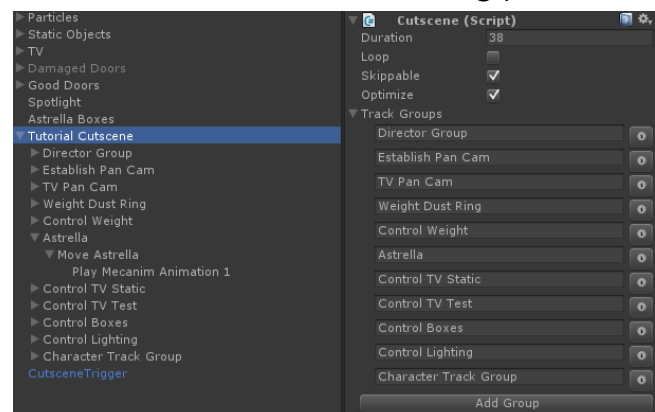 Particles
Static Objects
TV
Damaged Doors
Good Doors
Spotlight
Astrella Boxes
Tutorial Cutscene
Director Group
Establish Pan Cam
TV Pan Cam
Weight Dust Ring
Control Weight
Astrella
Move Astrella
Play Mecanim Animation 1
Control TV Static
Control TV Test
Control Boxes
Control Lighting
Character Track Group
CutsceneTrigger
Cutscene (Script)
Duration 38
Loop
Skippable
Optimize
Track Groups
Director Group
Establish Pan Cam
TV Pan Cam
Weight Dust Ring
Control Weight
Astrella
Control TV Static
Control TV Test
Control Boxes
Control Lighting
Character Track Group
Add Group